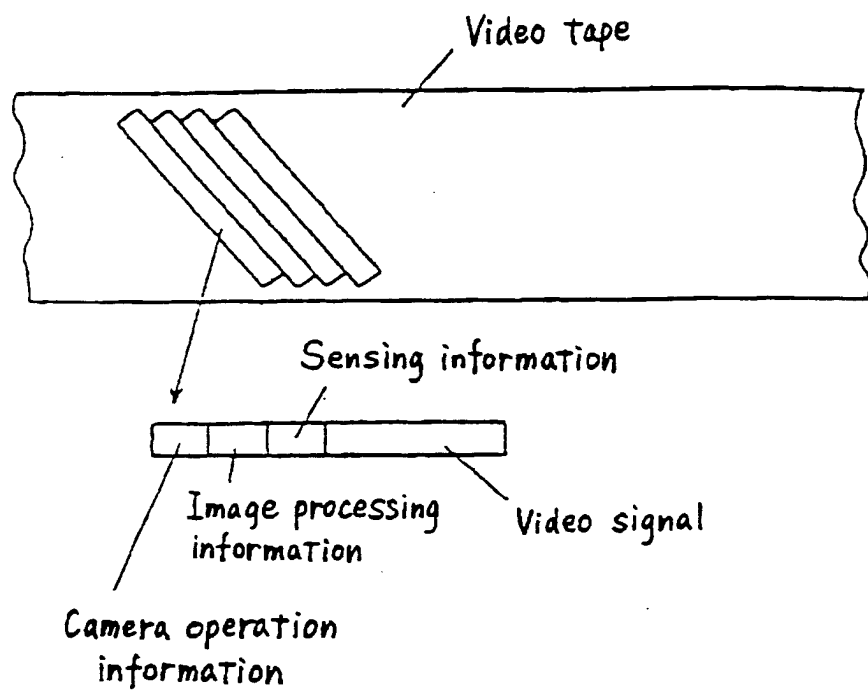 Video tape
Sensing information
Image processing
information
Video signal
Camera operation
information